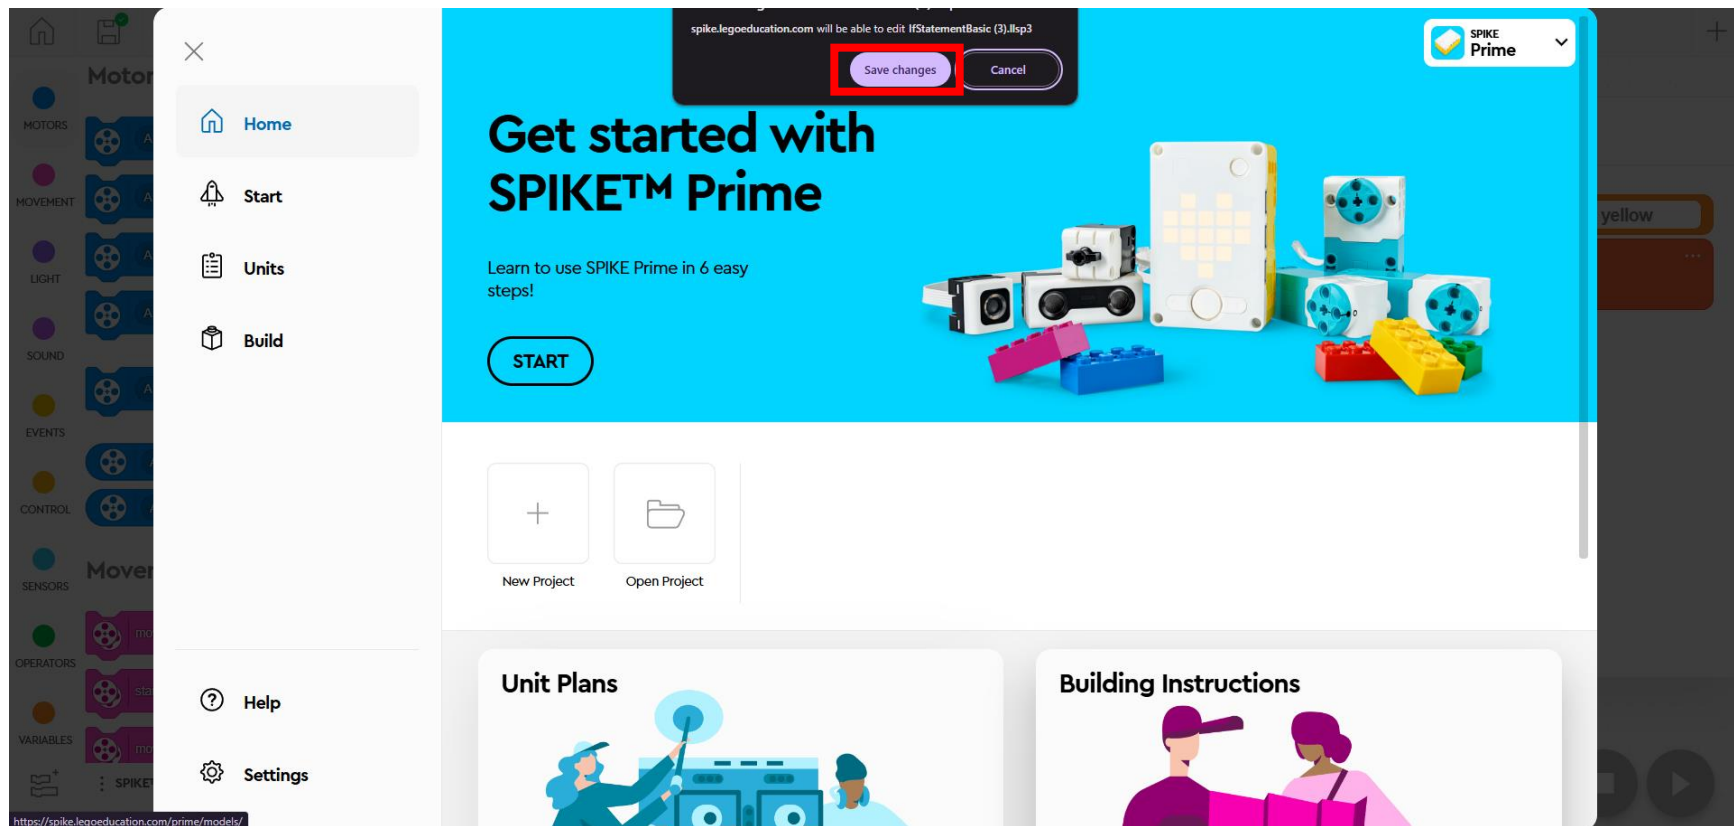 spike.legoeducation.com will be able to edit IfStatementBasic (3).llsp3
Save changes
Cancel
SPIKE
Prime
Home
Start
Units
Build
Help
Settings
Get started with
SPIKE™ Prime
Learn to use SPIKE Prime in 6 easy
steps!
START
New Project
Open Project
Unit Plans
Building Instructions
MOTORS
MOVEMENT
LIGHT
SOUND
EVENTS
CONTROL
SENSORS
OPERATORS
VARIABLES
yellow
https://spike.legoeducation.com/prime/models/